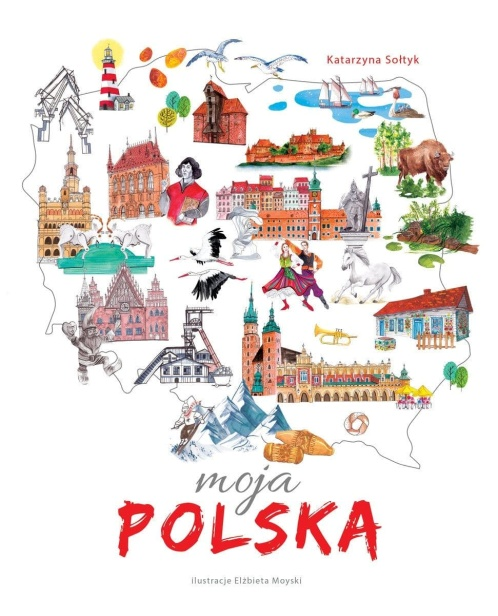 Katarzyna Sołtyk
moja
POLSKA
ilustracje Elżbieta Moyski